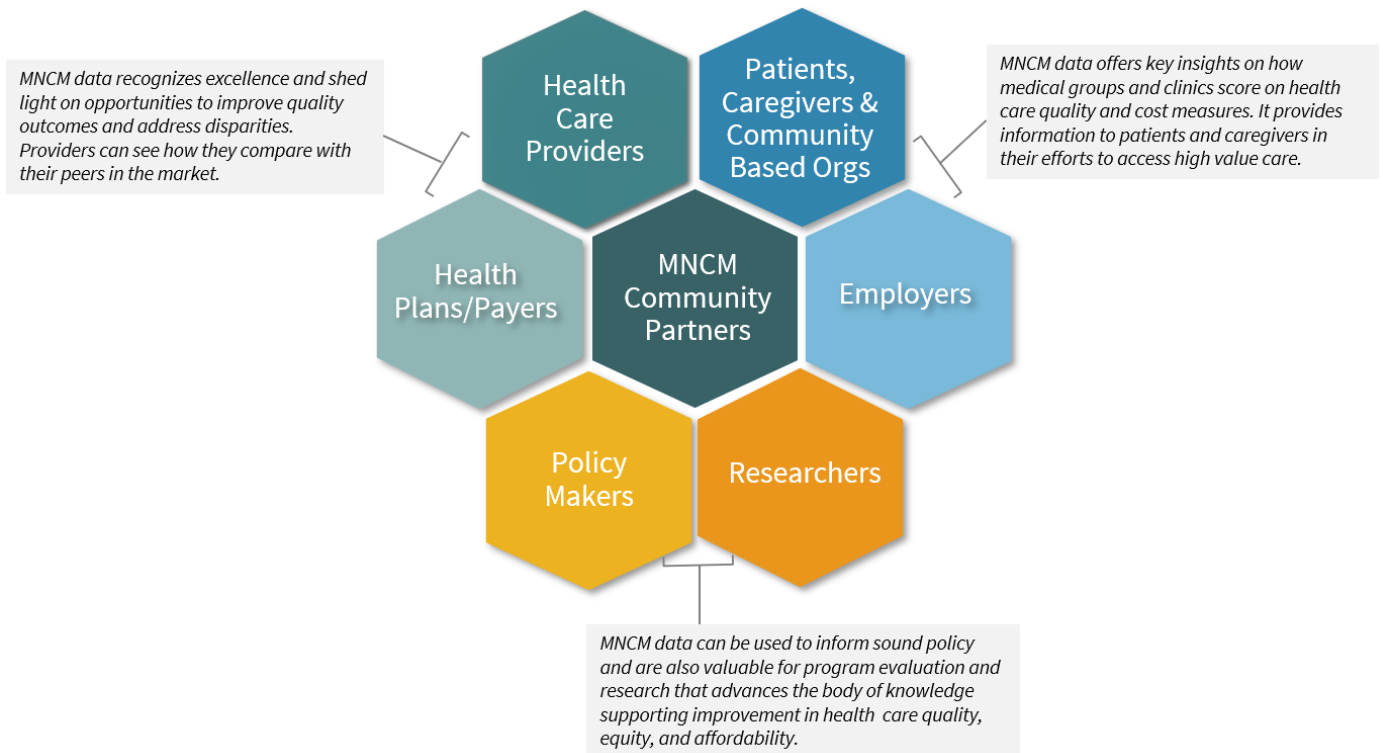 MNCM data recognizes excellence and shed
light on opportunities to improve quality
outcomes and address disparities.
Providers can see how they compare with
their peers in the market.
Health
Care
Providers
Patients,
Caregivers &
Community
Based Orgs
MNCM data offers key insights on how
medical groups and clinics score on health
care quality and cost measures. It provides
information to patients and caregivers in
their efforts to access high value care.
Health
Plans/Payers
MNCM
Community
Partners
Employers
Policy
Makers
Researchers
MNCM data can be used to inform sound policy
and are also valuable for program evaluation and
research that advances the body of knowledge
supporting improvement in health care quality,
equity, and affordability.